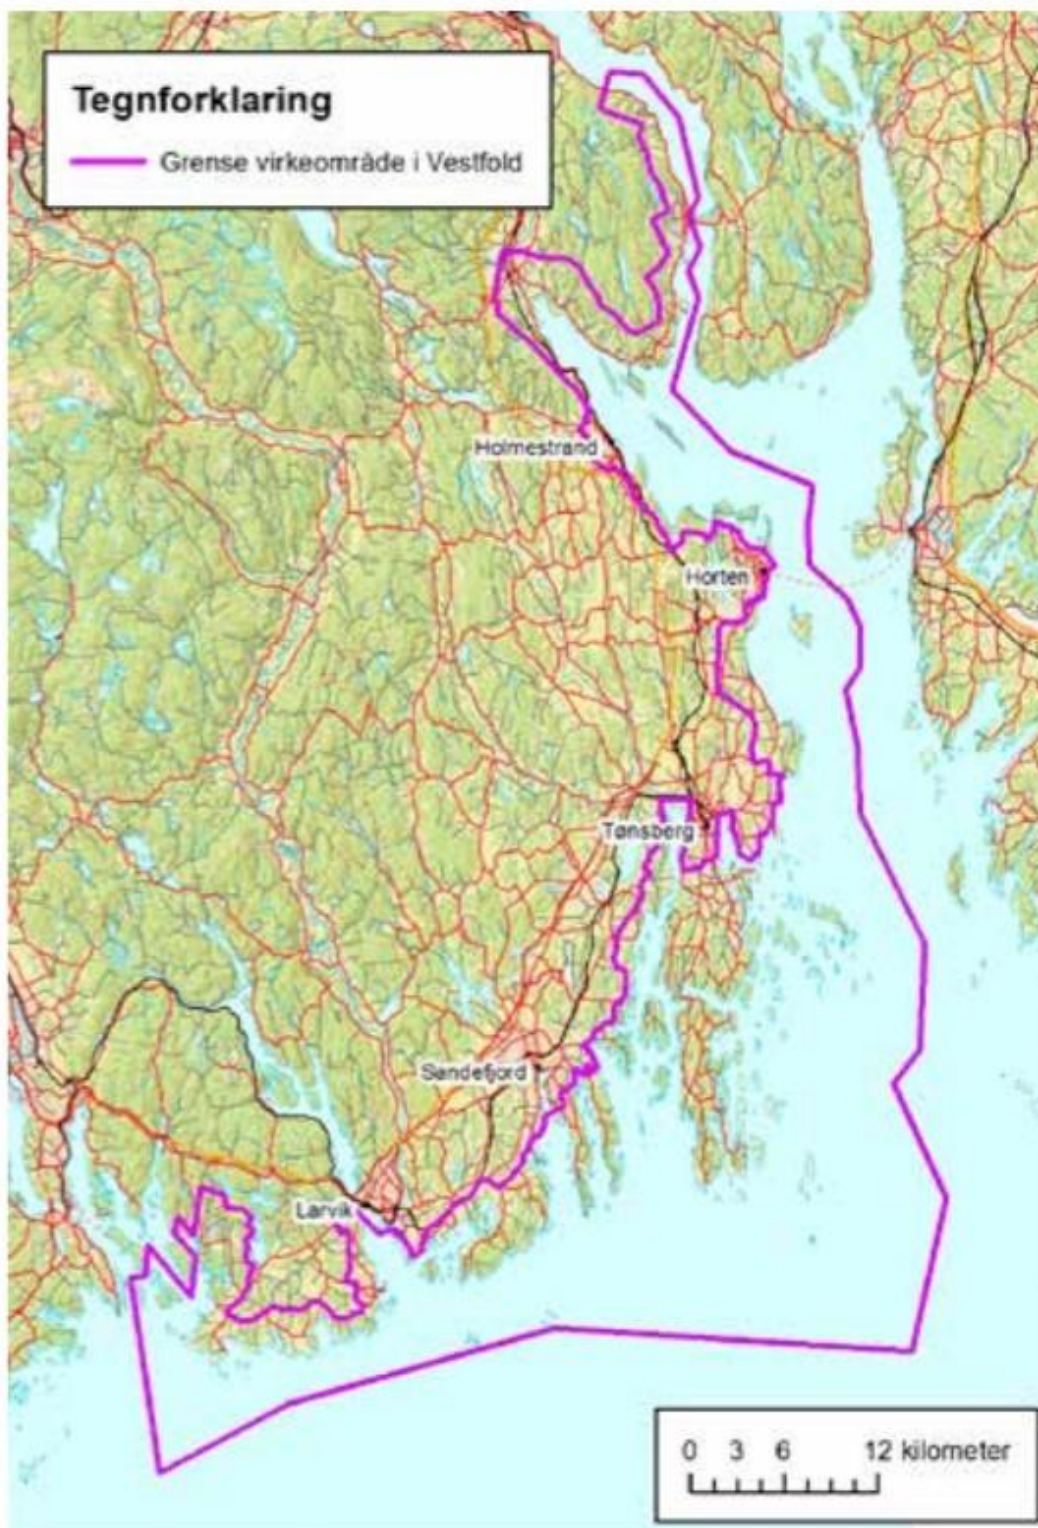 Tegnforklaring
Grense virkeområde i Vestfold
Holmestrand
Horten
Tønsberg
Sandefjord
Larvik
0 3 6 12 kilometer